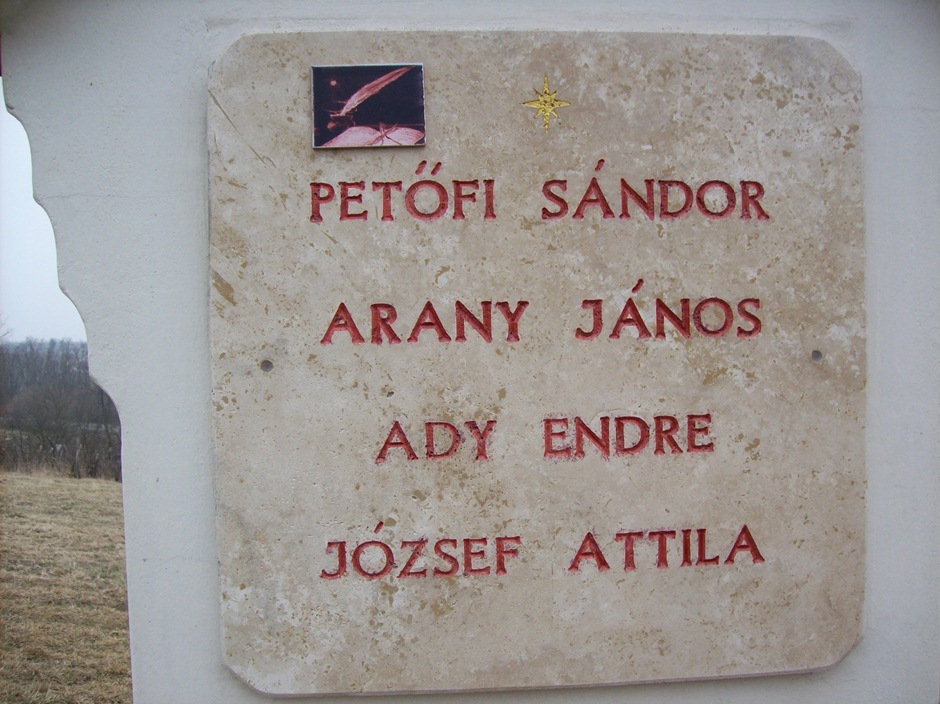 PETŐFI SÁNDOR
ARANY JÁNOS
ADY ENDRE
JÓZSEF ATTILA